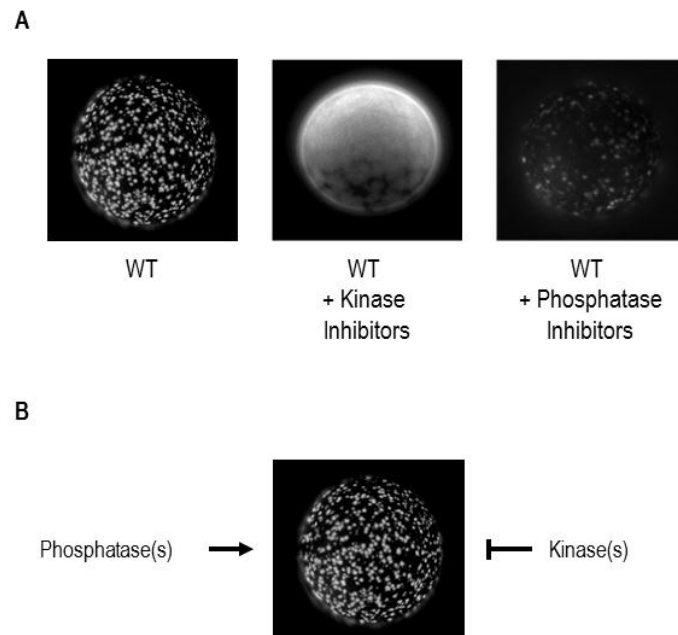 A
WT
WT
+ Kinase
Inhibitors
WT
+ Phosphatase
Inhibitors
B
Phosphatase(s)
Kinase(s)